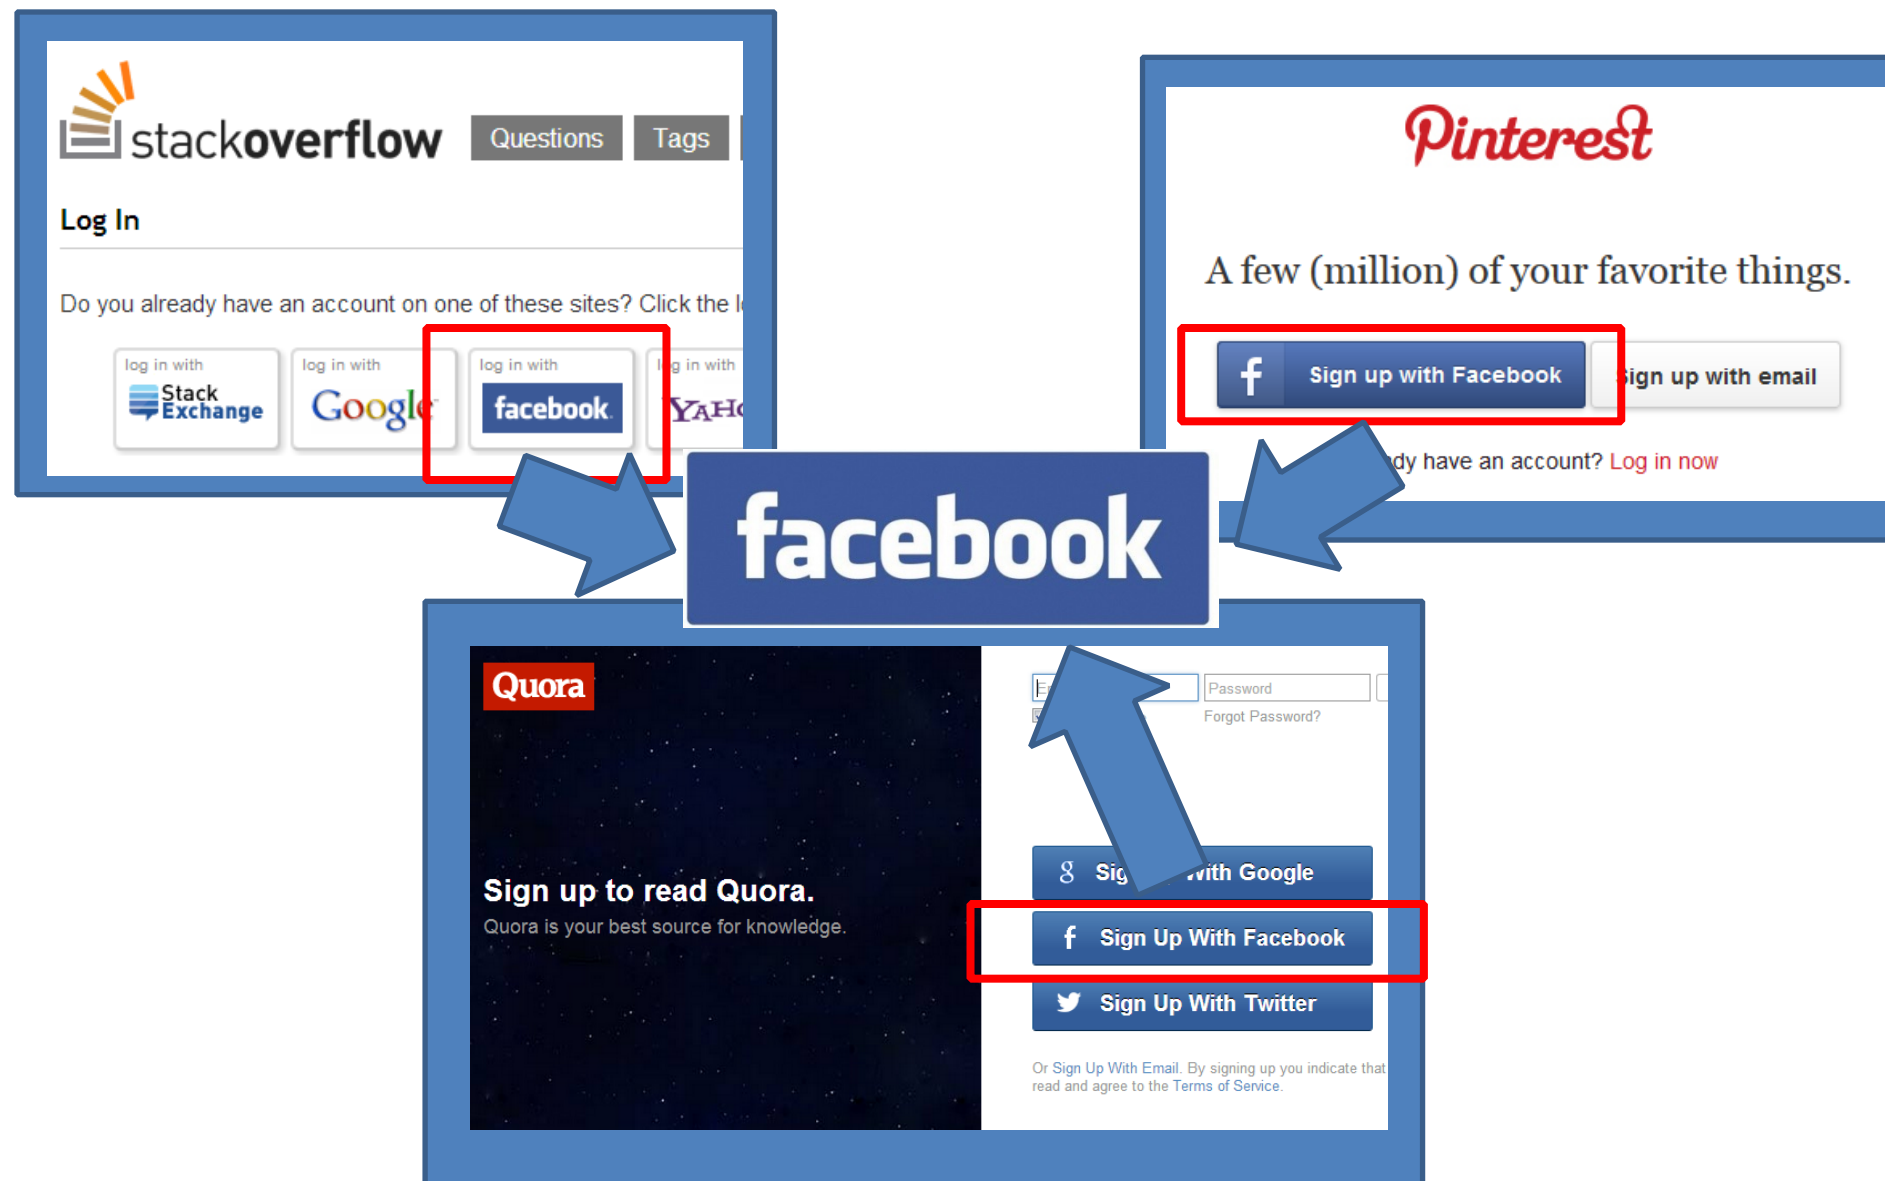 stackoverflow Questions Tags
Log In
Do you already have an account on one of these sites? Click the
log in with
Stack
Exchange
log in with
Google
log in with
facebook
log in with
Pinterest
A few (million) of your favorite things.
Sign up with Facebook
Sign up with email
have an account? Log in now
facebook
Quora
Sign up to read Quora.
Quora is your best source for knowledge.
Password
Forgot Password?
g With Google
f Sign Up With Facebook
Sign Up With Twitter
Or Sign Up With Email. By signing up you indicate that
read and agree to the Terms of Service.